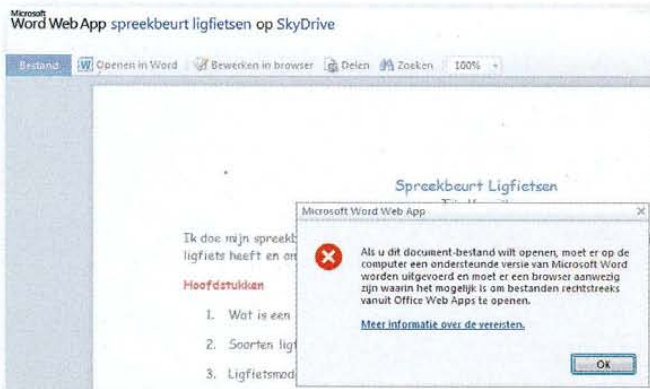 Microsoft
Word Web App spreekbeurt ligfietsen op SkyDrive
Bestand Openen in Word Bewerken in browser Delen Zoeken 100%
Spreekbeurt Ligfietsen
Microsoft Word Web App
Ik doe mijn spreekb
ligfiets heeft en on
Als u dit document-bestand wilt openen, moet er op de
computer een ondersteunde versie van Microsoft Word
worden uitgevoerd en moet er een browser aanwezig
zijn waarin het mogelijk is om bestanden rechtstreeks
vanuit Office Web Apps te openen.
Meer informatie over de vereisten.
OK
Hoofdstukken
1. Wat is een
2. Soorten ligf
3. Ligfietsmod